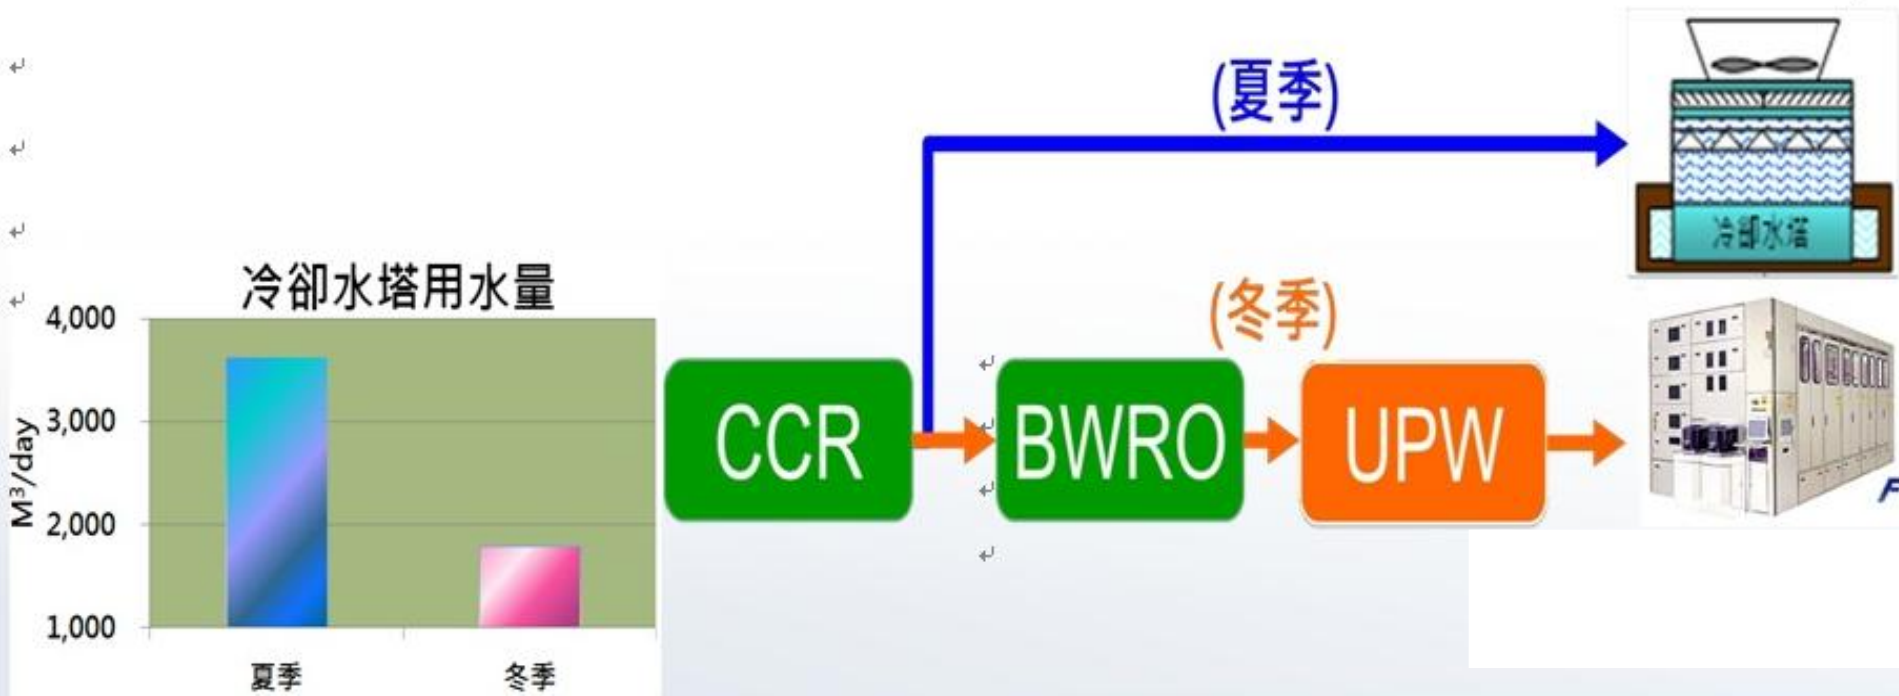 (夏季)
冷卻水塔
冷卻水塔用水量
4,000
3,000
2,000
1,000
M³/day
夏季
冬季
(冬季)
CCR
BWRO
UPW